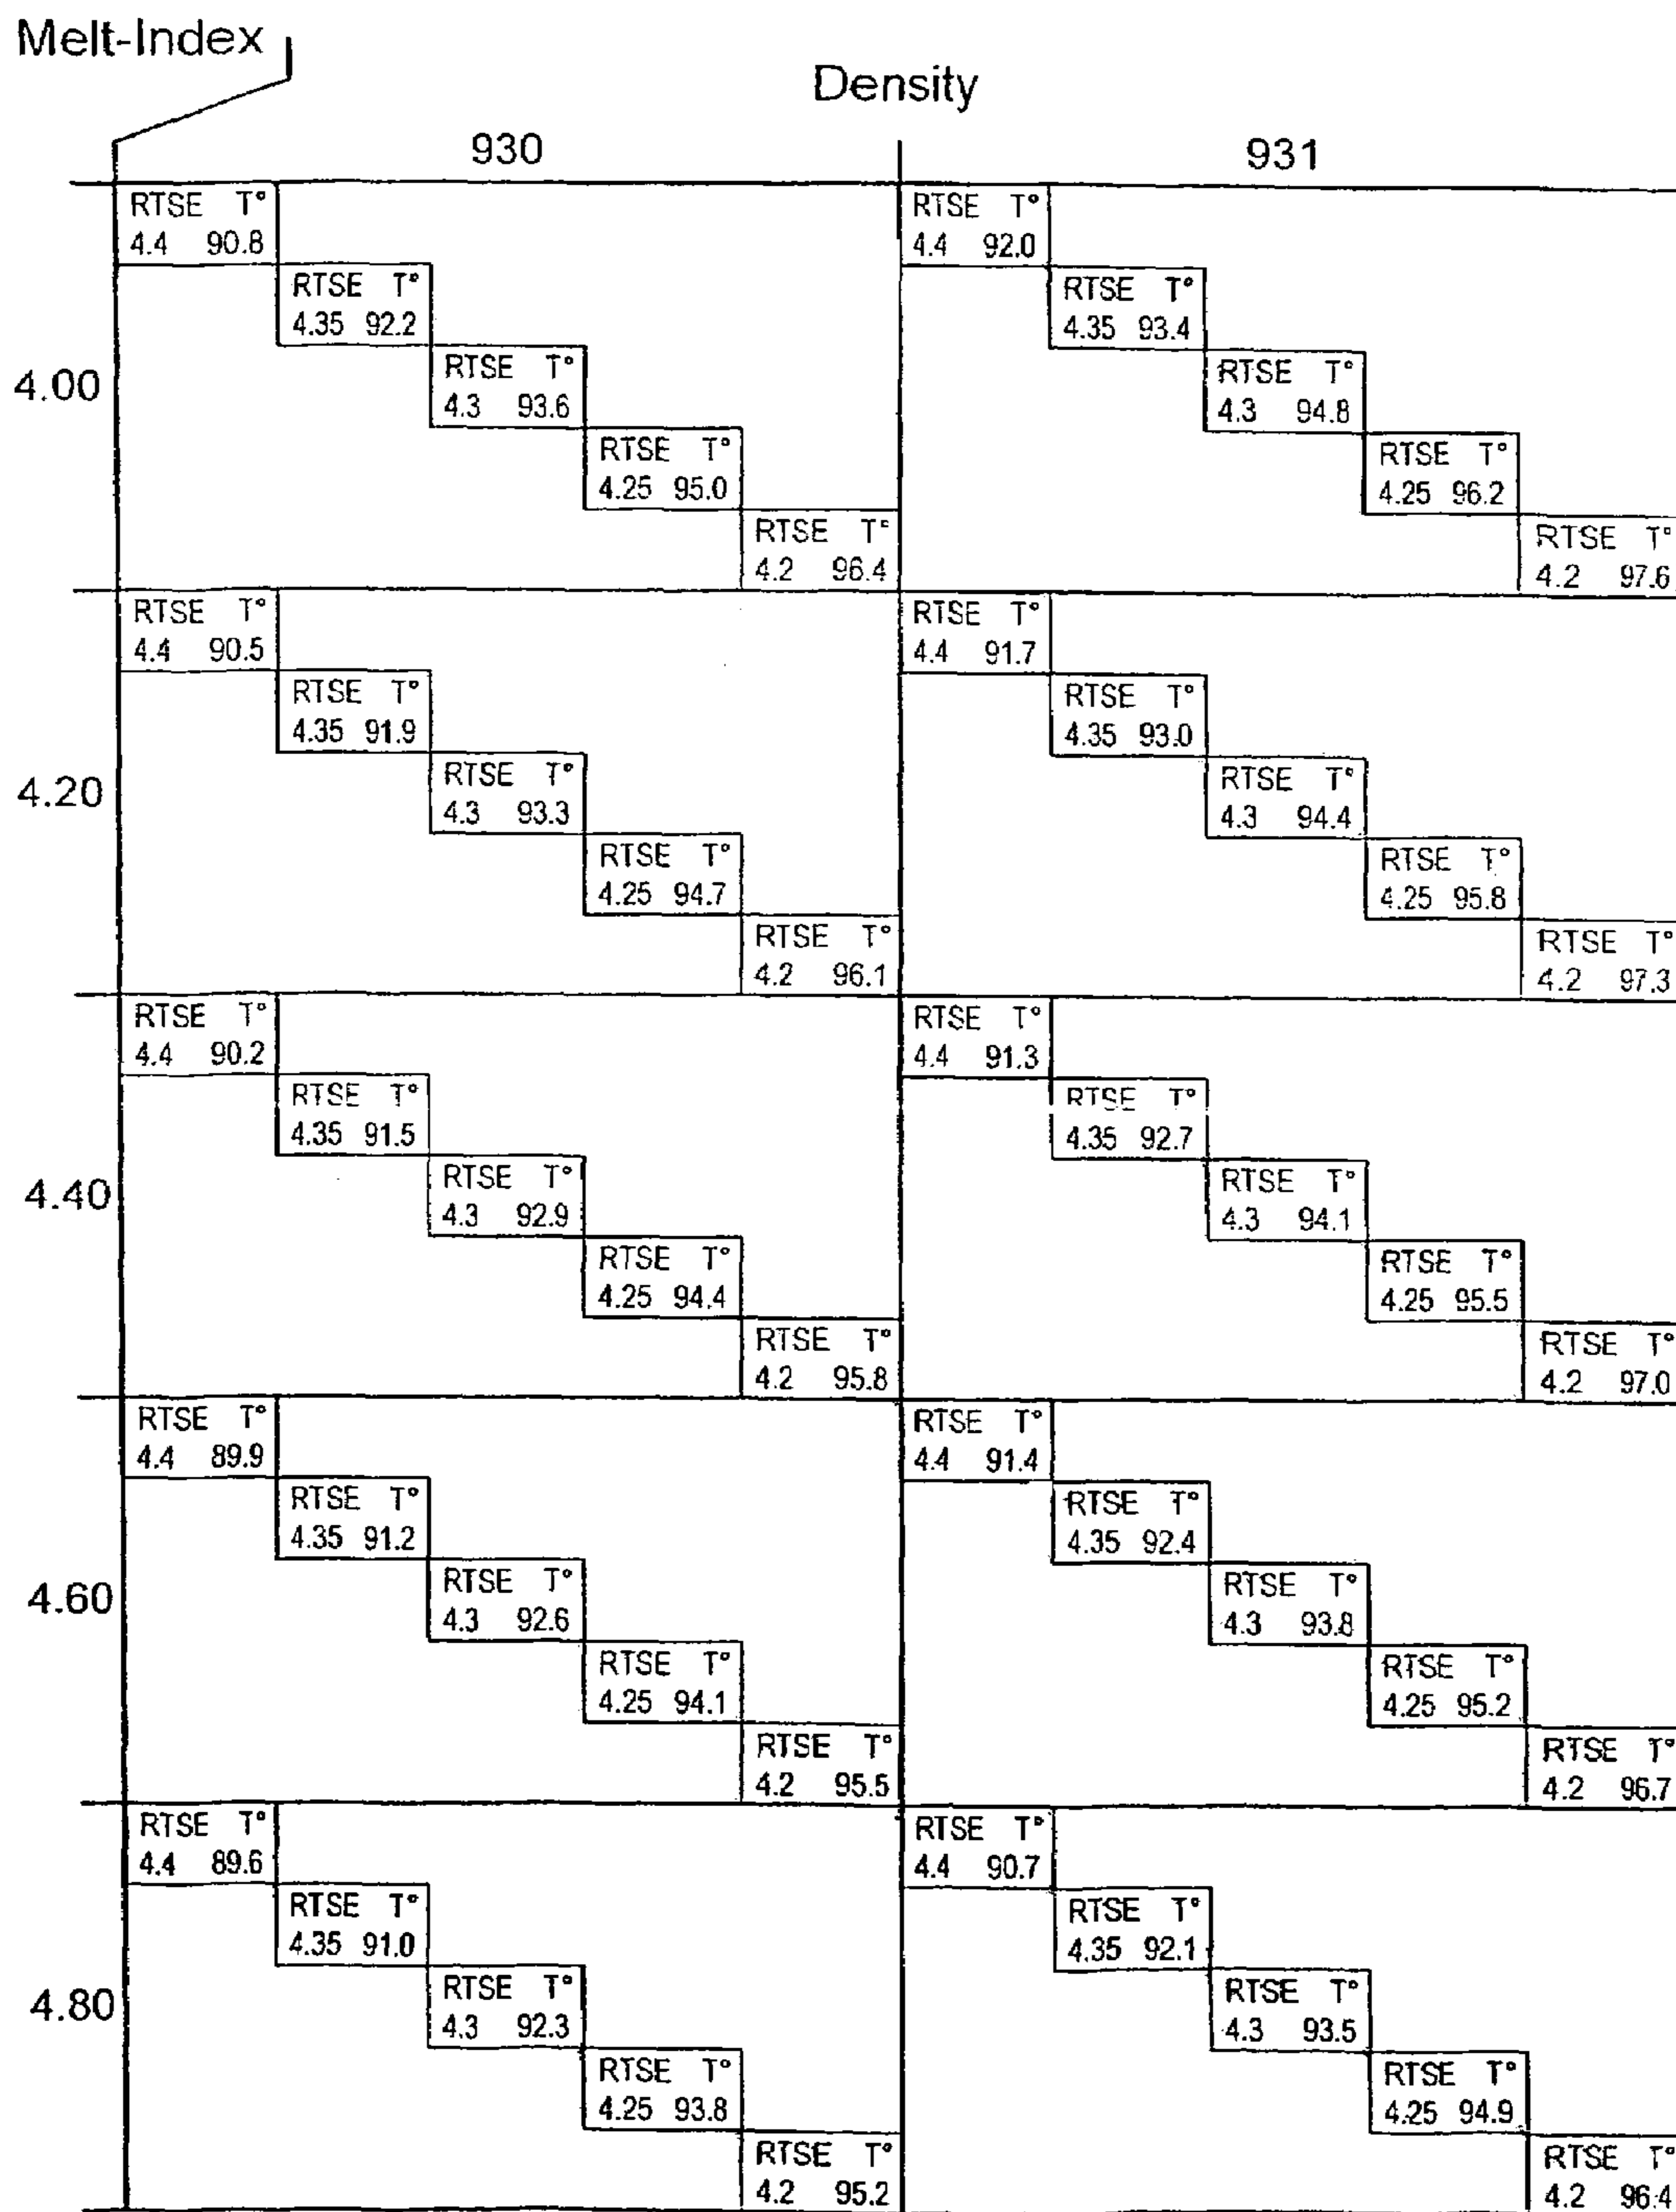 Melt-Index
Density
930 931
RTSE T° RTSE T°
4.4 90.8 4.4 92.0
RTSE T° RTSE T°
4.35 92.2 4.35 93.4
4.00
RTSE T° RTSE T°
4.3 93.6 4.3 94.8
RTSE T° RTSE T°
4.25 95.0 4.25 96.2
RTSE T° RTSE T°
4.2 96.4 4.2 97.6
RTSE T° RTSE T°
4.4 90.5 4.4 91.7
RTSE T° RTSE T°
4.35 91.9 4.35 93.0
4.20
RTSE T° RTSE T°
4.3 93.3 4.3 94.4
RTSE T° RTSE T°
4.25 94.7 4.25 95.8
RTSE T° RTSE T°
4.2 96.1 4.2 97.3
RTSE T° RTSE T°
4.4 90.2 4.4 91.3
RTSE T° RTSE T°
4.35 91.5 4.35 92.7
4.40
RTSE T° RTSE T°
4.3 92.9 4.3 94.1
RTSE T° RTSE T°
4.25 94.4 4.25 95.5
RTSE T° RTSE T°
4.2 95.8 4.2 97.0
RTSE T° RTSE T°
4.4 89.9 4.4 91.4
RTSE T° RTSE T°
4.35 91.2 4.35 92.4
4.60
RTSE T° RTSE T°
4.3 92.6 4.3 93.8
RTSE T° RTSE T°
4.25 94.1 4.25 95.2
RTSE T° RTSE T°
4.2 95.5 4.2 96.7
RTSE T° RTSE T°
4.4 89.6 4.4 90.7
RTSE T° RTSE T°
4.35 91.0 4.35 92.1
4.80
RTSE T° RTSE T°
4.3 92.3 4.3 93.5
RTSE T° RTSE T°
4.25 93.8 4.25 94.9
RTSE T° RTSE T°
4.2 95.2 4.2 96.4